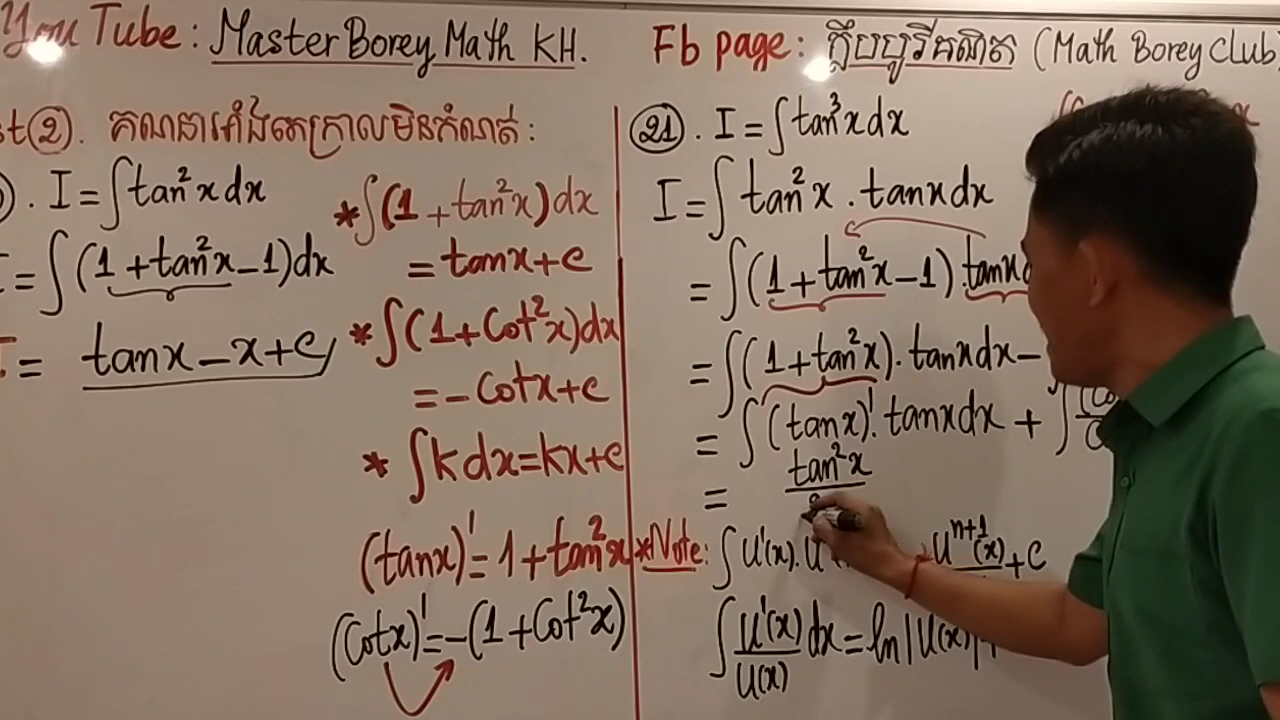 You Tube: Master Borey Math KH.
Fb page: ក្លឹបបូរីគណិត (Math Borey Club)
②. គណនាអាំងតេក្រាលមិនកំណត់:
. I = ∫tan²x dx
= ∫(1 + tan²x - 1)dx
= tanx - x + c
*∫(1 + tan²x)dx
= tanx + c
*∫(1 + Cot²x)dx
= - Cotx + c
* ∫k dx = kx + c
(tanx)' = 1 + tan²x
(Cotx)' = -(1 + Cot²x)
㉑. I = ∫tan³x dx
I = ∫tan²x . tanx dx
= ∫(1 + tan²x - 1) . tanx
= ∫(1 + tan²x) . tanx dx -
= ∫(tanx)' . tanx dx + ∫
= tan²x
*Note: ∫U'(x). U uⁿ⁺¹(x) + c
∫U'(x)/U(x) dx = ln|U(x)|